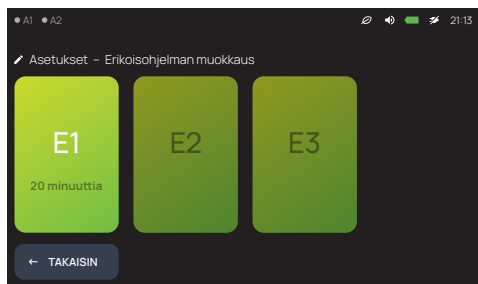 A1 A2 21:13
Asetukset – Erikoisohjelman muokkaus
E1 E2 E3
20 minuuttia
← TAKAISIN